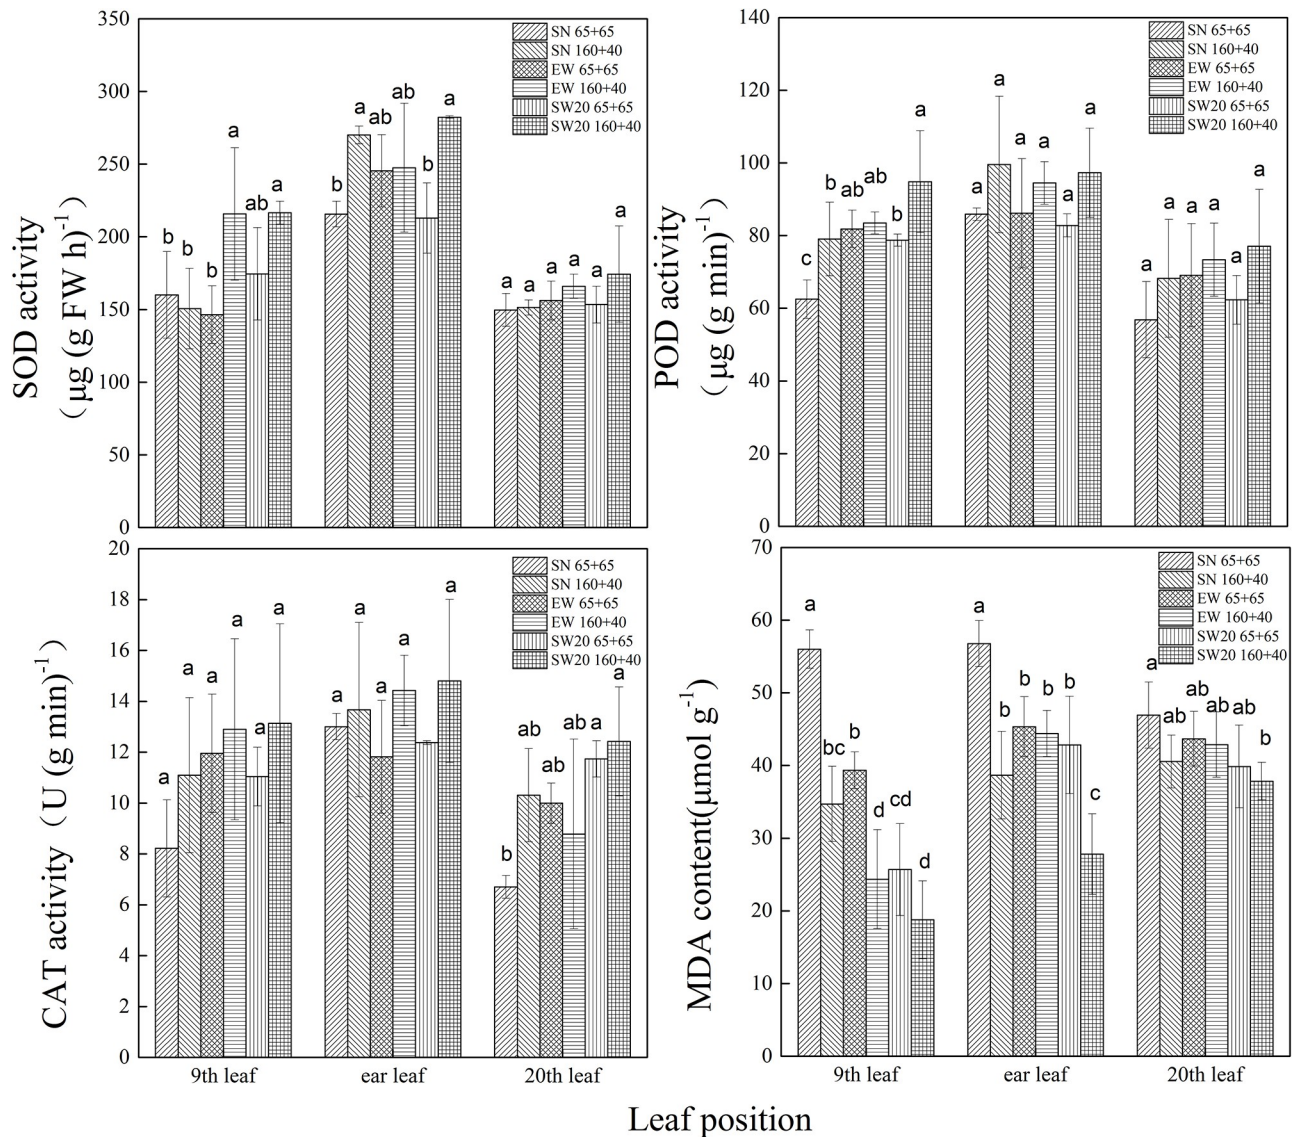 350
300
250
200
150
100
50
0
SOD activity
（μg (g FW h)-1)
SN 65+65
SN 160+40
EW 65+65
EW 160+40
SW20 65+65
SW20 160+40
b b b a ab a
b a ab ab b a
a a a a a a
140
120
100
80
60
40
20
0
POD activity
（μg (g min)-1)
SN 65+65
SN 160+40
EW 65+65
EW 160+40
SW20 65+65
SW20 160+40
c b ab ab b a
a a a a a a
a a a a a a
20
18
16
14
12
10
8
6
4
2
0
CAT activity（U (g min)-1)
SN 65+65
SN 160+40
EW 65+65
EW 160+40
SW20 65+65
SW20 160+40
a a a a a a
a a a a a a
b ab ab ab a a
9th leaf ear leaf 20th leaf
70
60
50
40
30
20
10
0
MDA content(μmol g-1)
SN 65+65
SN 160+40
EW 65+65
EW 160+40
SW20 65+65
SW20 160+40
a bc b d cd d
a b b b b c
a ab ab ab ab b
9th leaf ear leaf 20th leaf
Leaf position